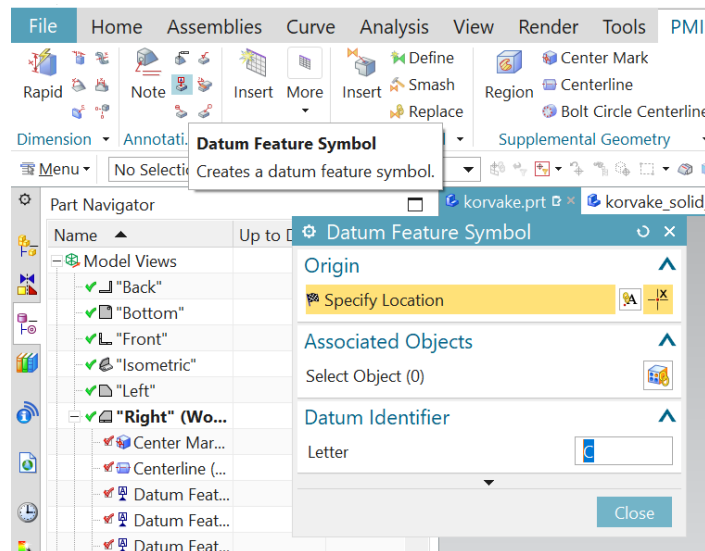 File Home Assemblies Curve Analysis View Render Tools PMI
Define Center Mark
Smash Centerline
Rapid Note Insert More Insert Replace Region Bolt Circle Centerline
Dimension Annotati. Supplemental Geometry
Datum Feature Symbol
Creates a datum feature symbol.
Menu No Selecti
korvake.prt korvake_solid
Part Navigator
Name Up to
Model Views
"Back"
"Bottom"
"Front"
"Isometric"
"Left"
"Right" (Wo...
Center Mar...
Centerline (...
Datum Feat...
Datum Feat...
Datum Feat...
Datum Feature Symbol
Origin
Specify Location
Associated Objects
Select Object (0)
Datum Identifier
Letter C
Close